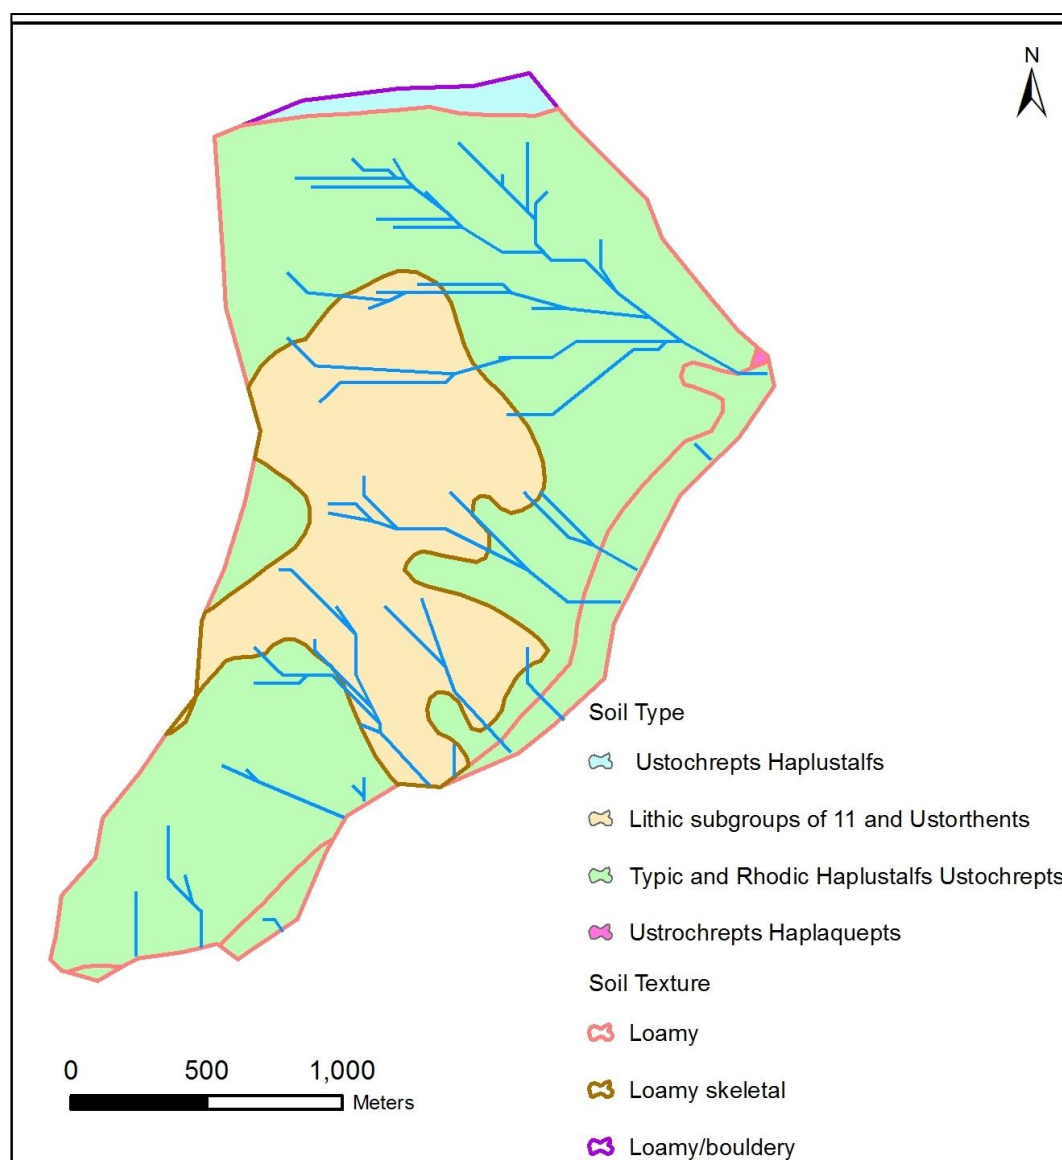 N
Soil Type
Ustochrepts Haplustalfs
Lithic subgroups of 11 and Ustorthents
Typic and Rhodic Haplustalfs Ustochrepts
Ustrochrepts Haplaquepts
Soil Texture
Loamy
Loamy skeletal
Loamy/bouldery
0 500 1,000
Meters